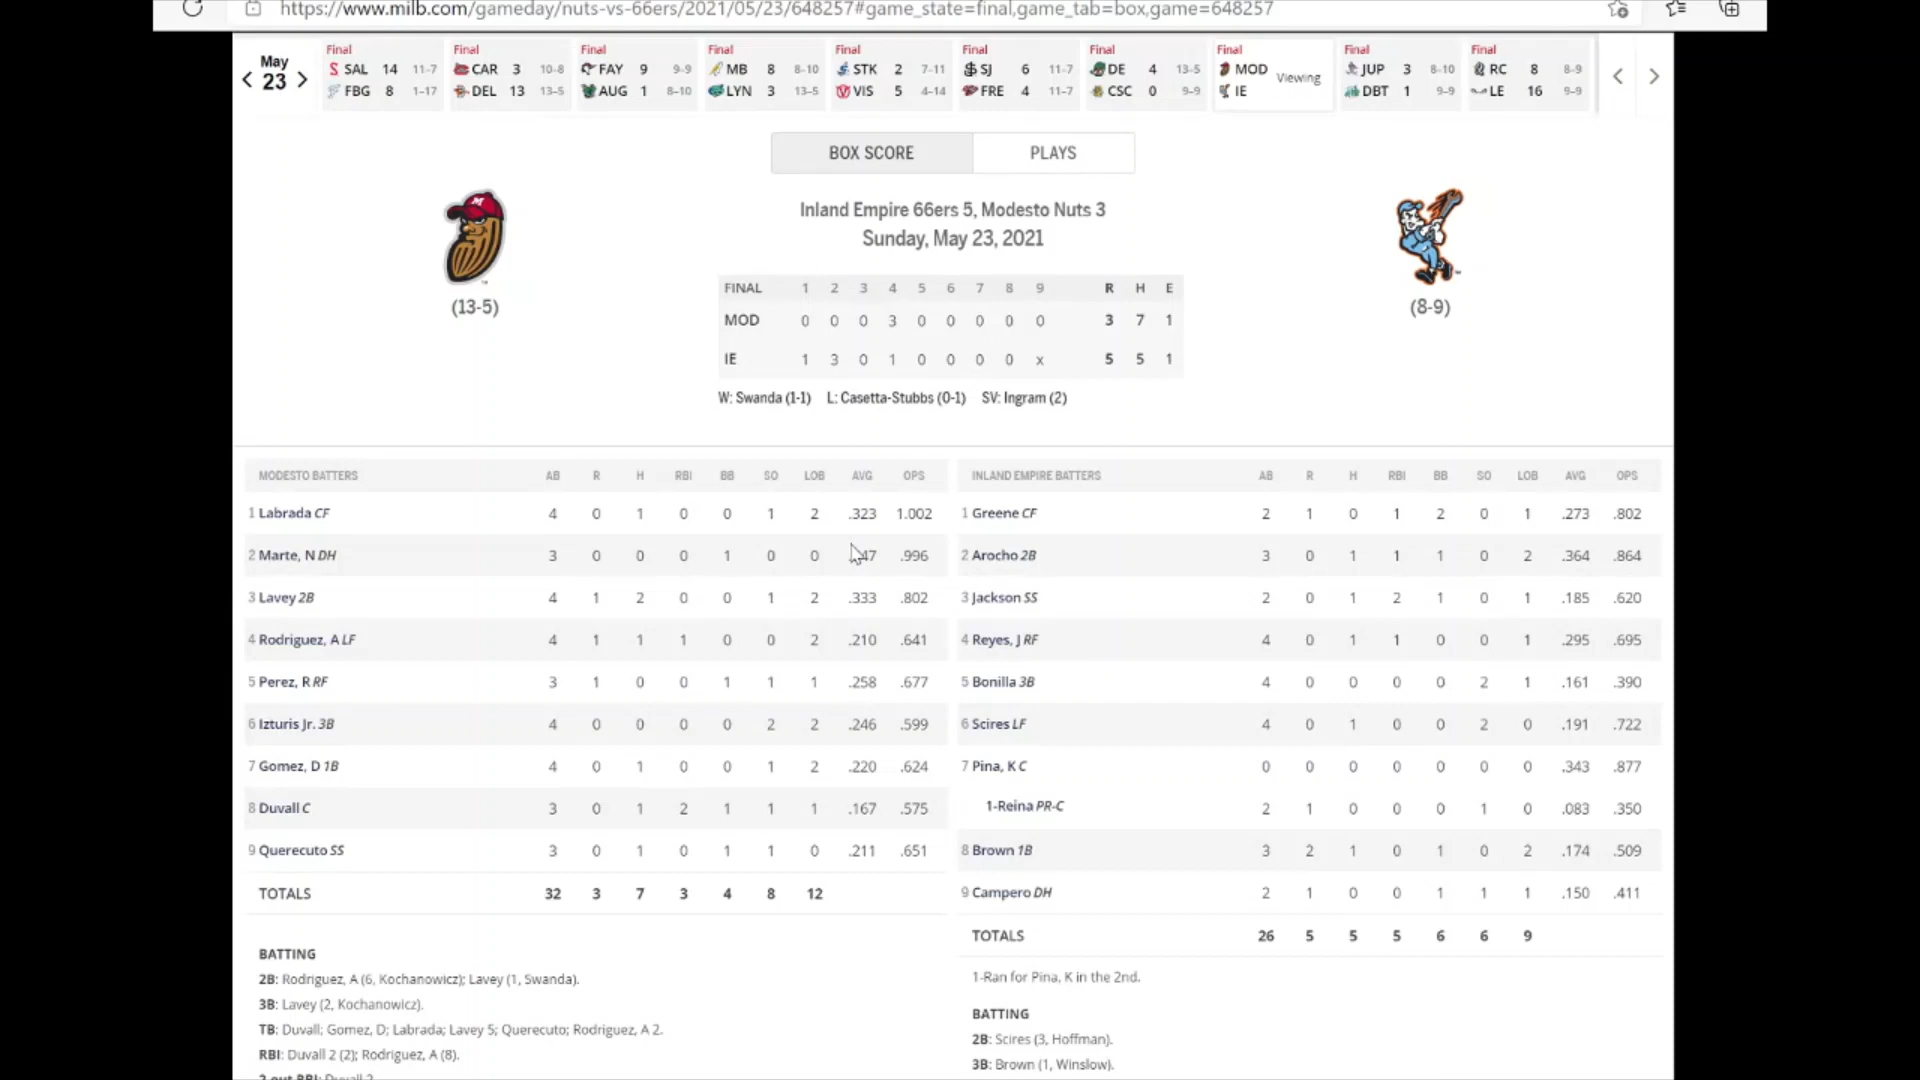 https://www.milb.com/gameday/nuts-vs-66ers/2021/05/23/648257#game_state=final,game_tab=box,game=648257
May 23
Final Final Final Final Final Final Final Final Final Final
SAL 14 11-7 CAR 3 10-8 FAY 9 9-9 MB 8 8-10 STK 2 7-11 SJ 6 11-7 DE 4 13-5 MOD Viewing JUP 3 8-10 RC 8 8-9
FBG 8 1-17 DEL 13 13-5 AUG 1 8-10 LYN 3 13-5 VIS 5 4-14 FRE 4 11-7 CSC 0 9-9 IE DBT 1 9-9 LE 16 9-9
BOX SCORE PLAYS
Inland Empire 66ers 5, Modesto Nuts 3
Sunday, May 23, 2021
(13-5) (8-9)
FINAL 1 2 3 4 5 6 7 8 9 R H E
MOD 0 0 0 3 0 0 0 0 0 3 7 1
IE 1 3 0 1 0 0 0 0 x 5 5 1
W: Swanda (1-1) L: Casetta-Stubbs (0-1) SV: Ingram (2)
MODESTO BATTERS AB R H RBI BB SO LOB AVG OPS
1 Labrada CF 4 0 1 0 0 1 2 .323 1.002
2 Marte, N DH 3 0 0 0 1 0 0 47 .996
3 Lavey 2B 4 1 2 0 0 1 2 .333 .802
4 Rodriguez, A LF 4 1 1 1 0 0 2 .210 .641
5 Perez, R RF 3 1 0 0 1 1 1 .258 .677
6 Izturis Jr. 3B 4 0 0 0 0 2 2 .246 .599
7 Gomez, D 1B 4 0 1 0 0 1 2 .220 .624
8 Duvall C 3 0 1 2 1 1 1 .167 .575
9 Querecuto SS 3 0 1 0 1 1 0 .211 .651
TOTALS 32 3 7 3 4 8 12
BATTING
2B: Rodriguez, A (6, Kochanowicz); Lavey (1, Swanda).
3B: Lavey (2, Kochanowicz).
TB: Duvall; Gomez, D; Labrada; Lavey 5; Querecuto; Rodriguez, A 2.
RBI: Duvall 2 (2); Rodriguez, A (8).
2-out RBI: Duvall 2.
INLAND EMPIRE BATTERS AB R H RBI BB SO LOB AVG OPS
1 Greene CF 2 1 0 1 2 0 1 .273 .802
2 Arocho 2B 3 0 1 1 1 0 2 .364 .864
3 Jackson SS 2 0 1 2 1 0 1 .185 .620
4 Reyes, J RF 4 0 1 1 0 0 1 .295 .695
5 Bonilla 3B 4 0 0 0 0 2 1 .161 .390
6 Scires LF 4 0 1 0 0 2 0 .191 .722
7 Pina, K C 0 0 0 0 0 0 0 .343 .877
1-Reina PR-C 2 1 0 0 0 1 0 .083 .350
8 Brown 1B 3 2 1 0 1 0 2 .174 .509
9 Campero DH 2 1 0 0 1 1 1 .150 .411
TOTALS 26 5 5 5 6 6 9
1-Ran for Pina, K in the 2nd.
BATTING
2B: Scires (3, Hoffman).
3B: Brown (1, Winslow).